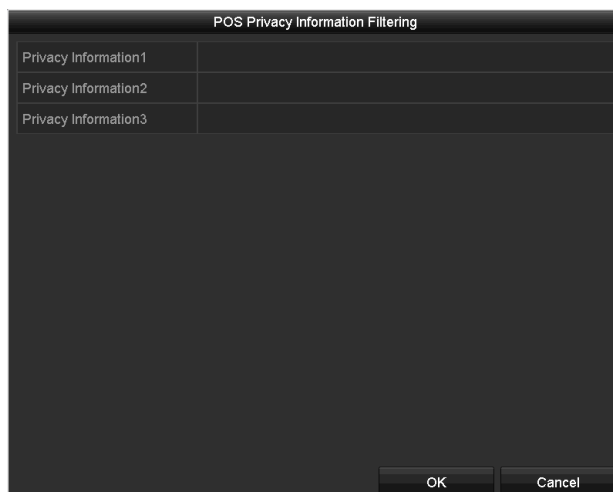 POS Privacy Information Filtering
Privacy Information1
Privacy Information2
Privacy Information3
OK Cancel